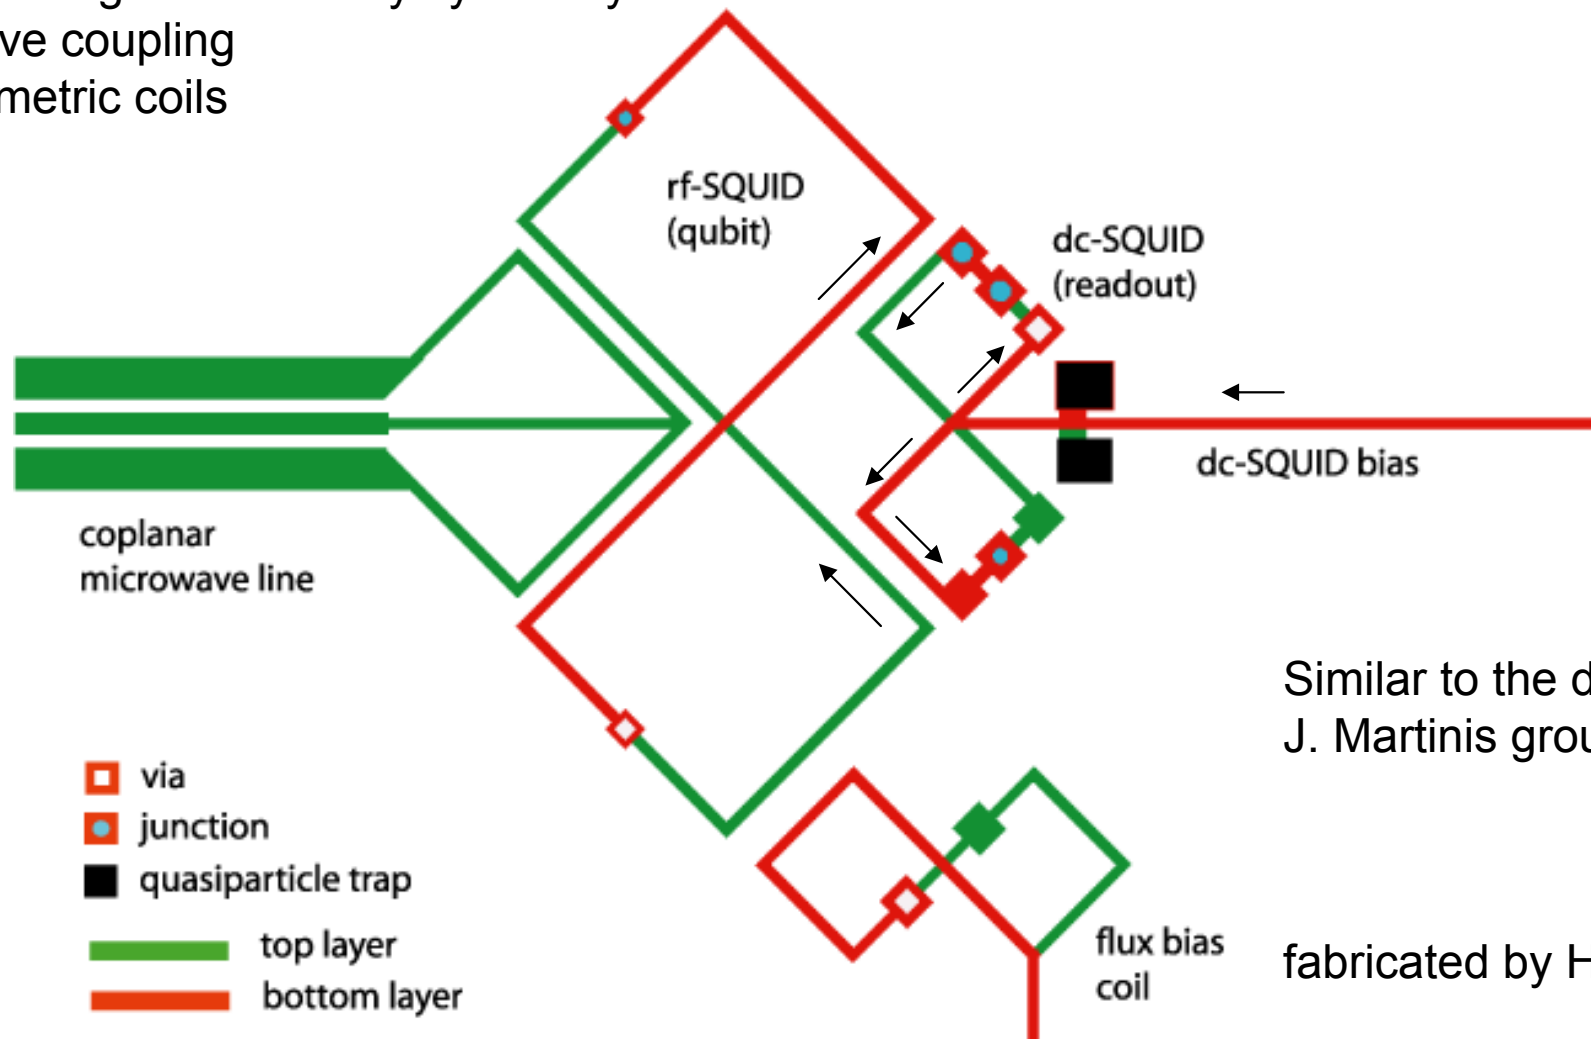 ve coupling
metric coils
rf-SQUID
(qubit)
dc-SQUID
(readout)
dc-SQUID bias
coplanar
microwave line
Similar to the d
J. Martinis grou
via
junction
quasiparticle trap
top layer
bottom layer
flux bias
coil
fabricated by H